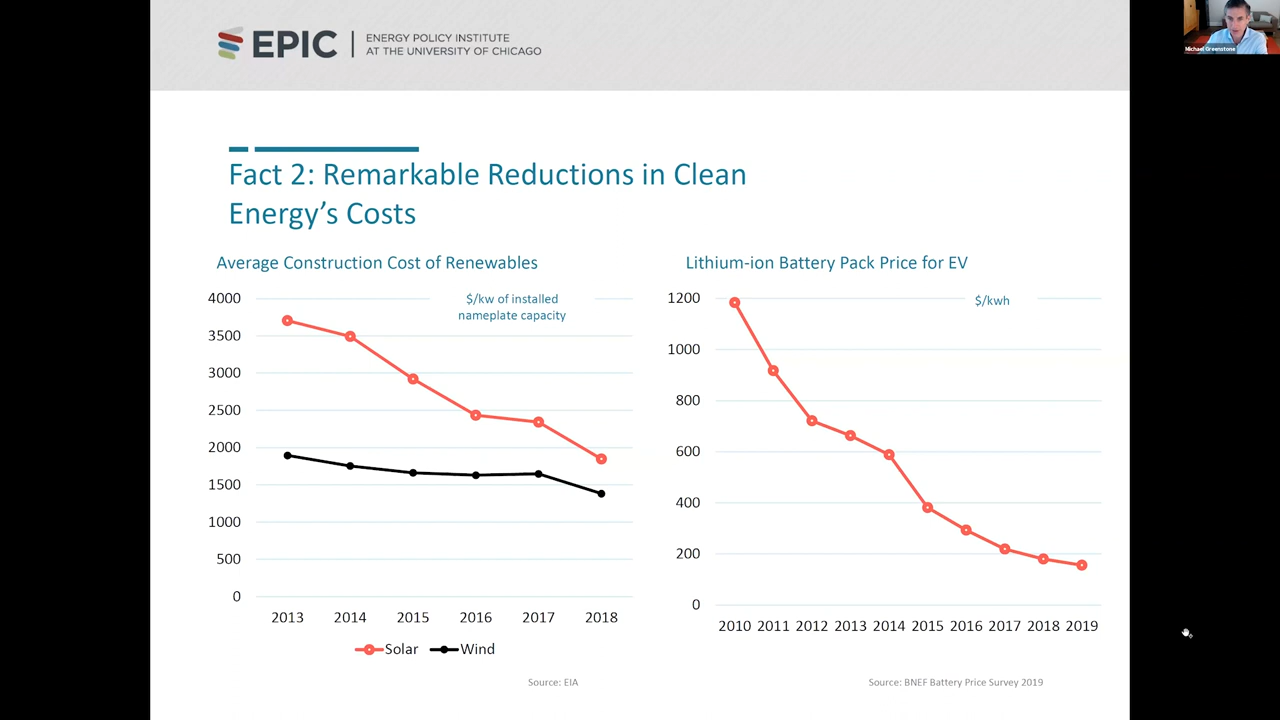 EPIC
ENERGY POLICY INSTITUTE
AT THE UNIVERSITY OF CHICAGO
Michael Greenstone
Fact 2: Remarkable Reductions in Clean
Energy’s Costs
Average Construction Cost of Renewables
$/kw of installed
nameplate capacity
4000
3500
3000
2500
2000
1500
1000
500
0
2013 2014 2015 2016 2017 2018
Solar Wind
Source: EIA
Lithium-ion Battery Pack Price for EV
$/kwh
1200
1000
800
600
400
200
0
2010 2011 2012 2013 2014 2015 2016 2017 2018 2019
Source: BNEF Battery Price Survey 2019